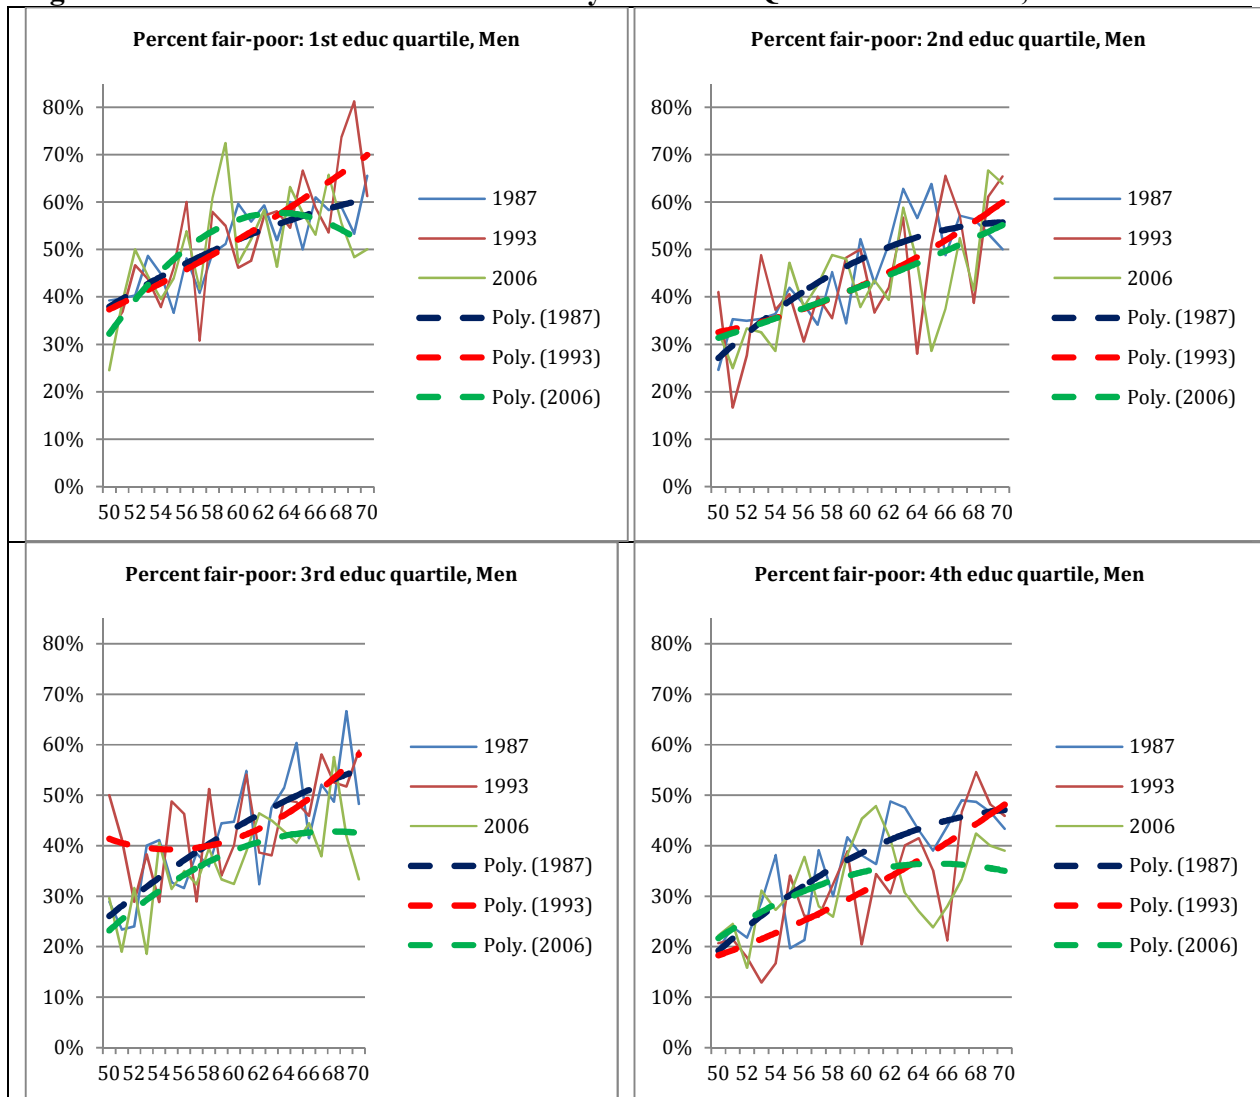 Percent fair-poor: 1st educ quartile, Men
80%
70%
60%
50%
40%
30%
20%
10%
0%
50 52 54 56 58 60 62 64 66 68 70
1987
1993
2006
Poly. (1987)
Poly. (1993)
Poly. (2006)
Percent fair-poor: 2nd educ quartile, Men
80%
70%
60%
50%
40%
30%
20%
10%
0%
50 52 54 56 58 60 62 64 66 68 70
1987
1993
2006
Poly. (1987)
Poly. (1993)
Poly. (2006)
Percent fair-poor: 3rd educ quartile, Men
80%
70%
60%
50%
40%
30%
20%
10%
0%
50 52 54 56 58 60 62 64 66 68 70
1987
1993
2006
Poly. (1987)
Poly. (1993)
Poly. (2006)
Percent fair-poor: 4th educ quartile, Men
80%
70%
60%
50%
40%
30%
20%
10%
0%
50 52 54 56 58 60 62 64 66 68 70
1987
1993
2006
Poly. (1987)
Poly. (1993)
Poly. (2006)